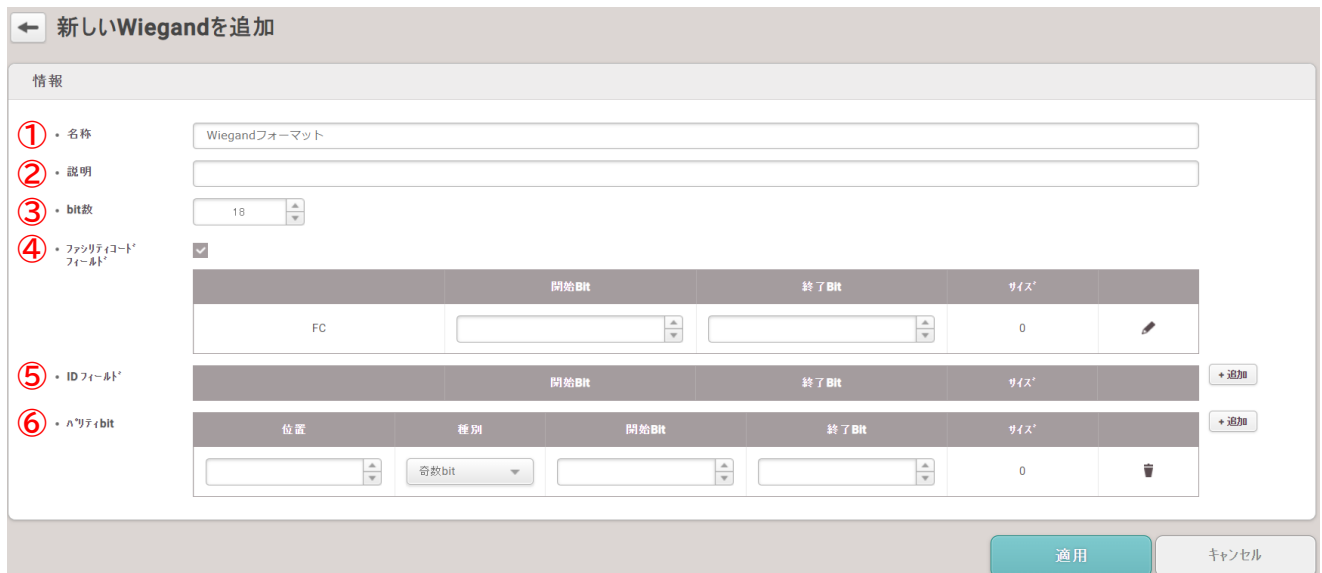 新しいWiegandを追加
情報
① • 名称 Wiegandフォーマット
② • 説明
③ • bit数 18
④ • ファシリティコード
フィールド
開始Bit 終了Bit サイズ
FC 0
⑤ • IDフィールド 開始Bit 終了Bit サイズ +追加
⑥ • パリティbit 位置 種別 開始Bit 終了Bit サイズ +追加
奇数bit 0
適用 キャンセル